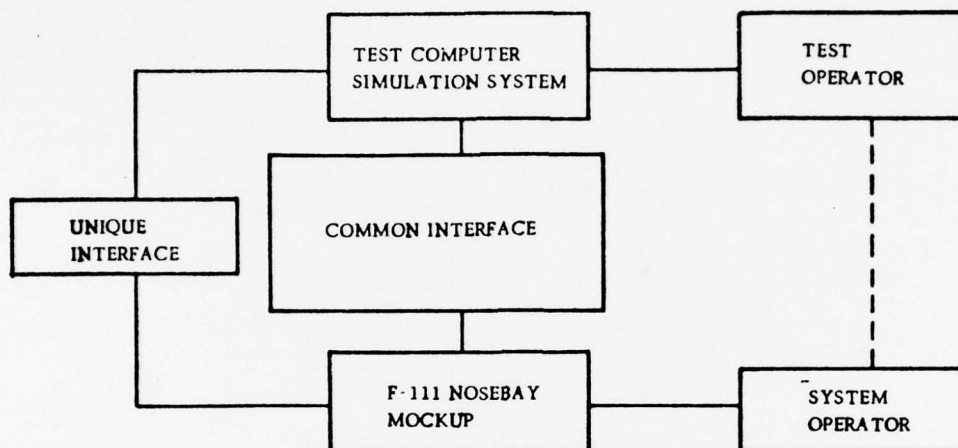 TEST COMPUTER
SIMULATION SYSTEM
TEST
OPERATOR
UNIQUE
INTERFACE
COMMON INTERFACE
F-111 NOSEBAY
MOCKUP
SYSTEM
OPERATOR